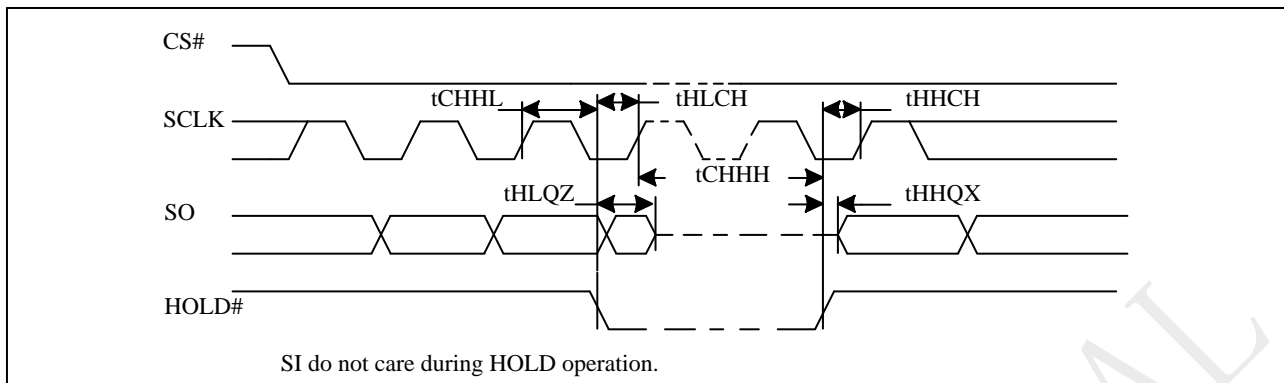 CS#
tCHHL
tHLCH
tHHCH
SCLK
tCHHH
tHLQZ
tHHQX
SO
HOLD#
SI do not care during HOLD operation.